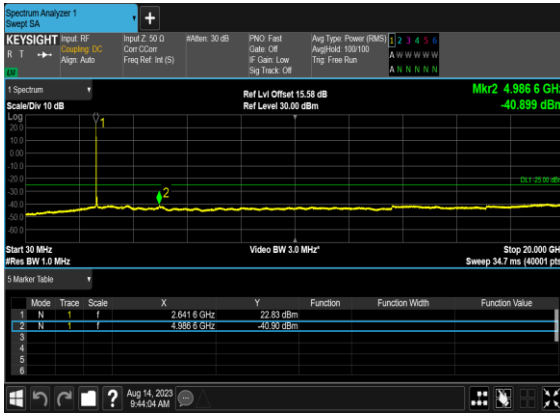 Spectrum Analyzer 1
Swept SA
+
KEYSIGHT Input: RF Input Z: 50 Ω #Atten: 30 dB PNO: Fast Avg Type: Power (RMS) 1 2 3 4 5 6
R T Coupling: DC Corr CCorr Gate: Off Avg|Hold: 100/100 A W W W W W
Align: Auto Freq Ref: Int (S) IF Gain: Low Trig: Free Run
Sig Track: Off A N N N N N
1 Spectrum Ref Lvl Offset 15.58 dB Mkr2 4.986 6 GHz
Scale/Div 10 dB Ref Level 30.00 dBm -40.899 dBm
Log
20.0
10.0
0.00
-10.0
-20.0
-30.0
-40.0
-50.0
-60.0
1
2
DL1 -25.00 dBm
Start 30 MHz Video BW 3.0 MHz* Stop 20.000 GHz
#Res BW 1.0 MHz Sweep 34.7 ms (40001 pts)
5 Marker Table
Mode Trace Scale X Y Function Function Width Function Value
1 N 1 f 2.641 6 GHz 22.83 dBm
2 N 1 f 4.986 6 GHz -40.90 dBm
3
4
5
6
? Aug 14, 2023
9:44:04 AM